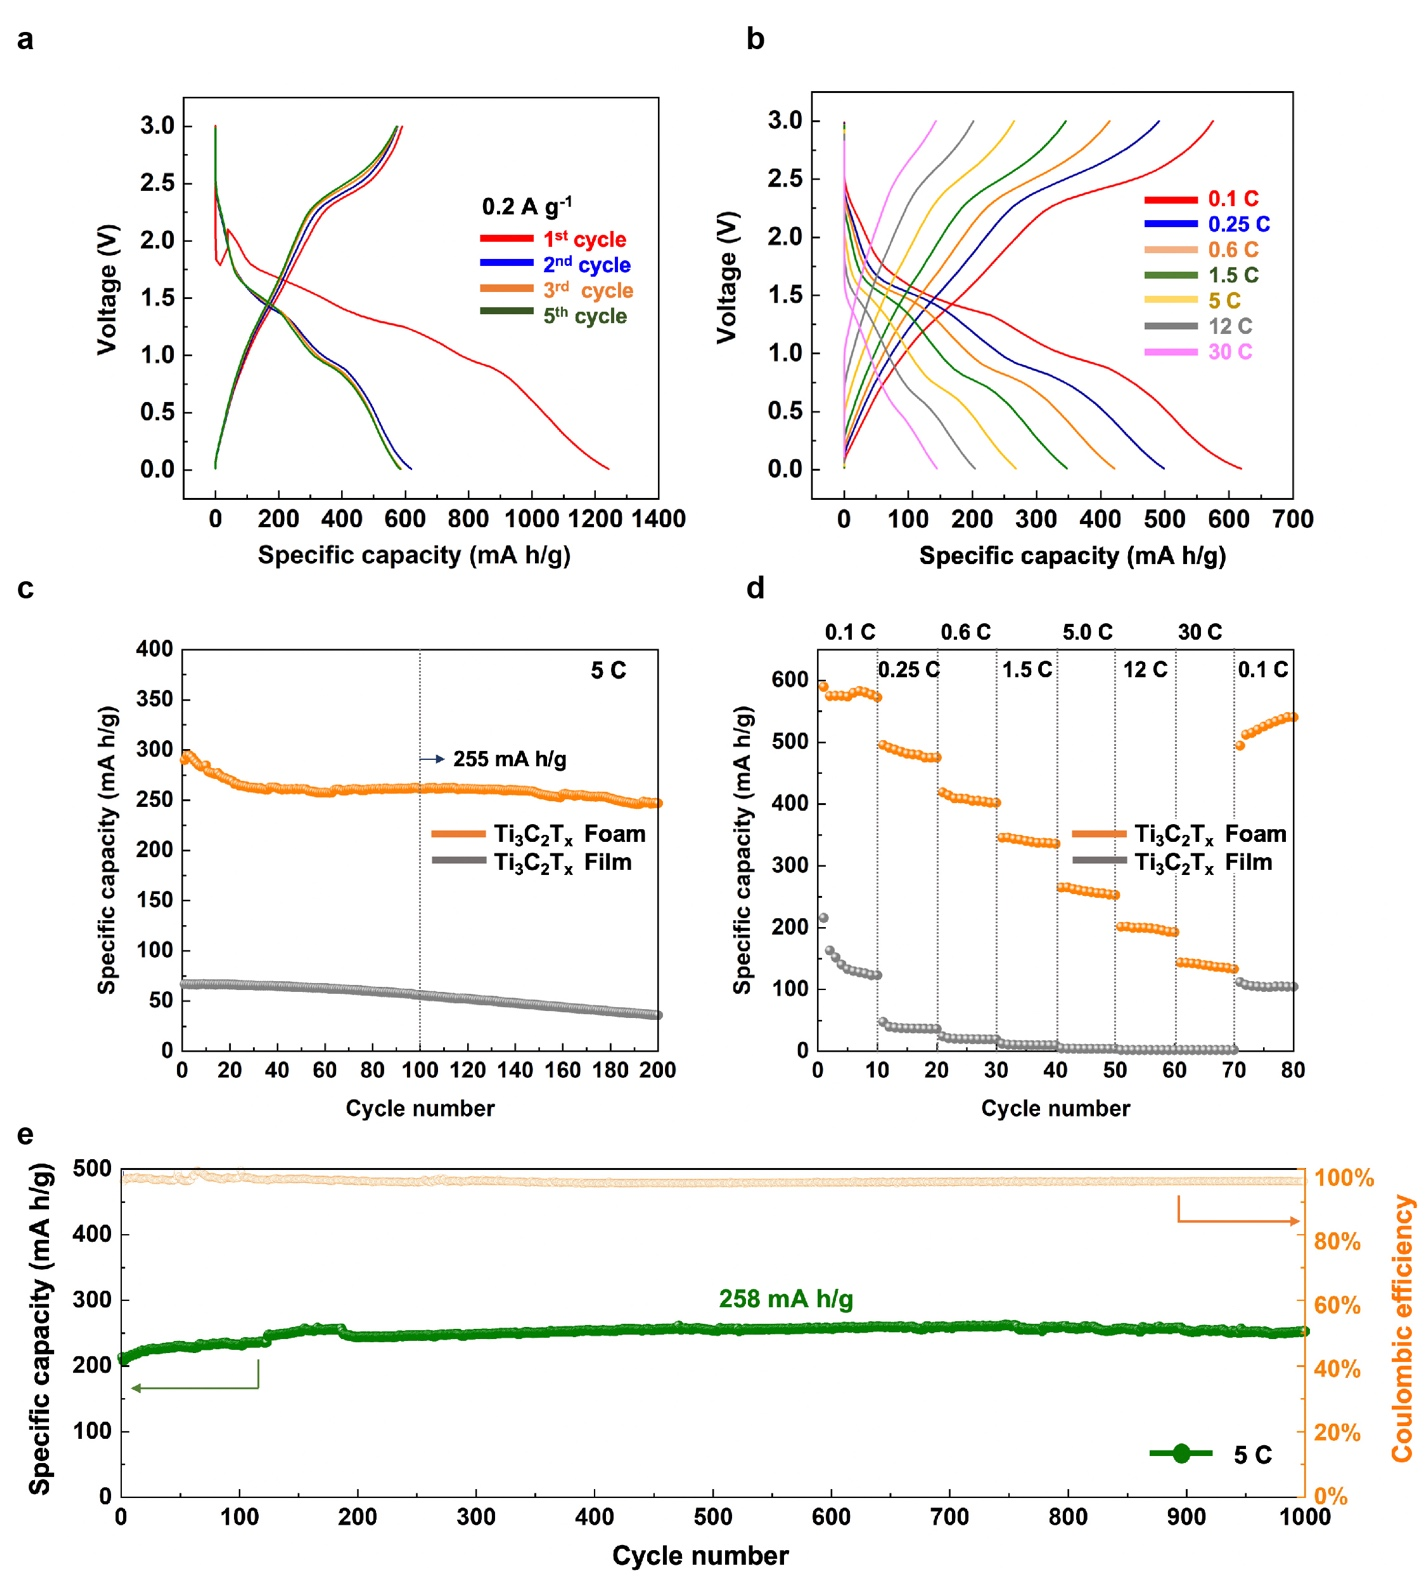 a
3.0
2.5
2.0
1.5
1.0
0.5
0.0
Voltage (V)
0.2 A g⁻¹
1ˢᵗ cycle
2ⁿᵈ cycle
3ʳᵈ cycle
5ᵗʰ cycle
0 200 400 600 800 1000 1200 1400
Specific capacity (mA h/g)
b
3.0
2.5
2.0
1.5
1.0
0.5
0.0
Voltage (V)
0.1 C
0.25 C
0.6 C
1.5 C
5 C
12 C
30 C
0 100 200 300 400 500 600 700
Specific capacity (mA h/g)
c
400
350
300
250
200
150
100
50
0
Specific capacity (mA h/g)
5 C
255 mA h/g
Ti₃C₂Tₓ Foam
Ti₃C₂Tₓ Film
0 20 40 60 80 100 120 140 160 180 200
Cycle number
d
0.1 C 0.6 C 5.0 C 30 C
0.25 C 1.5 C 12 C 0.1 C
600
500
400
300
200
100
0
Specific capacity (mA h/g)
Ti₃C₂Tₓ Foam
Ti₃C₂Tₓ Film
0 10 20 30 40 50 60 70 80
Cycle number
e
500
400
300
200
100
0
Specific capacity (mA h/g)
258 mA h/g
5 C
100%
80%
60%
40%
20%
0%
Coulombic efficiency
0 100 200 300 400 500 600 700 800 900 1000
Cycle number